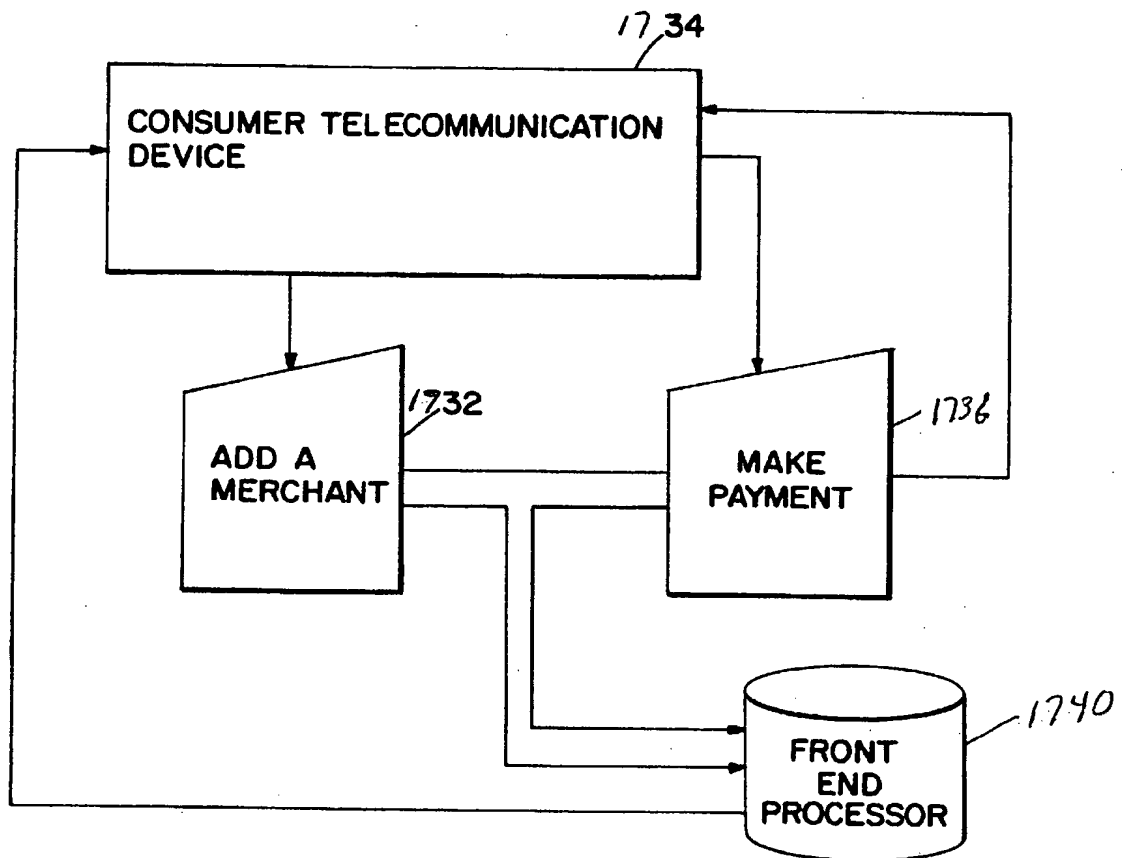 1734
CONSUMER TELECOMMUNICATION
DEVICE
1732
ADD A
MERCHANT
1736
MAKE
PAYMENT
1740
FRONT
END
PROCESSOR